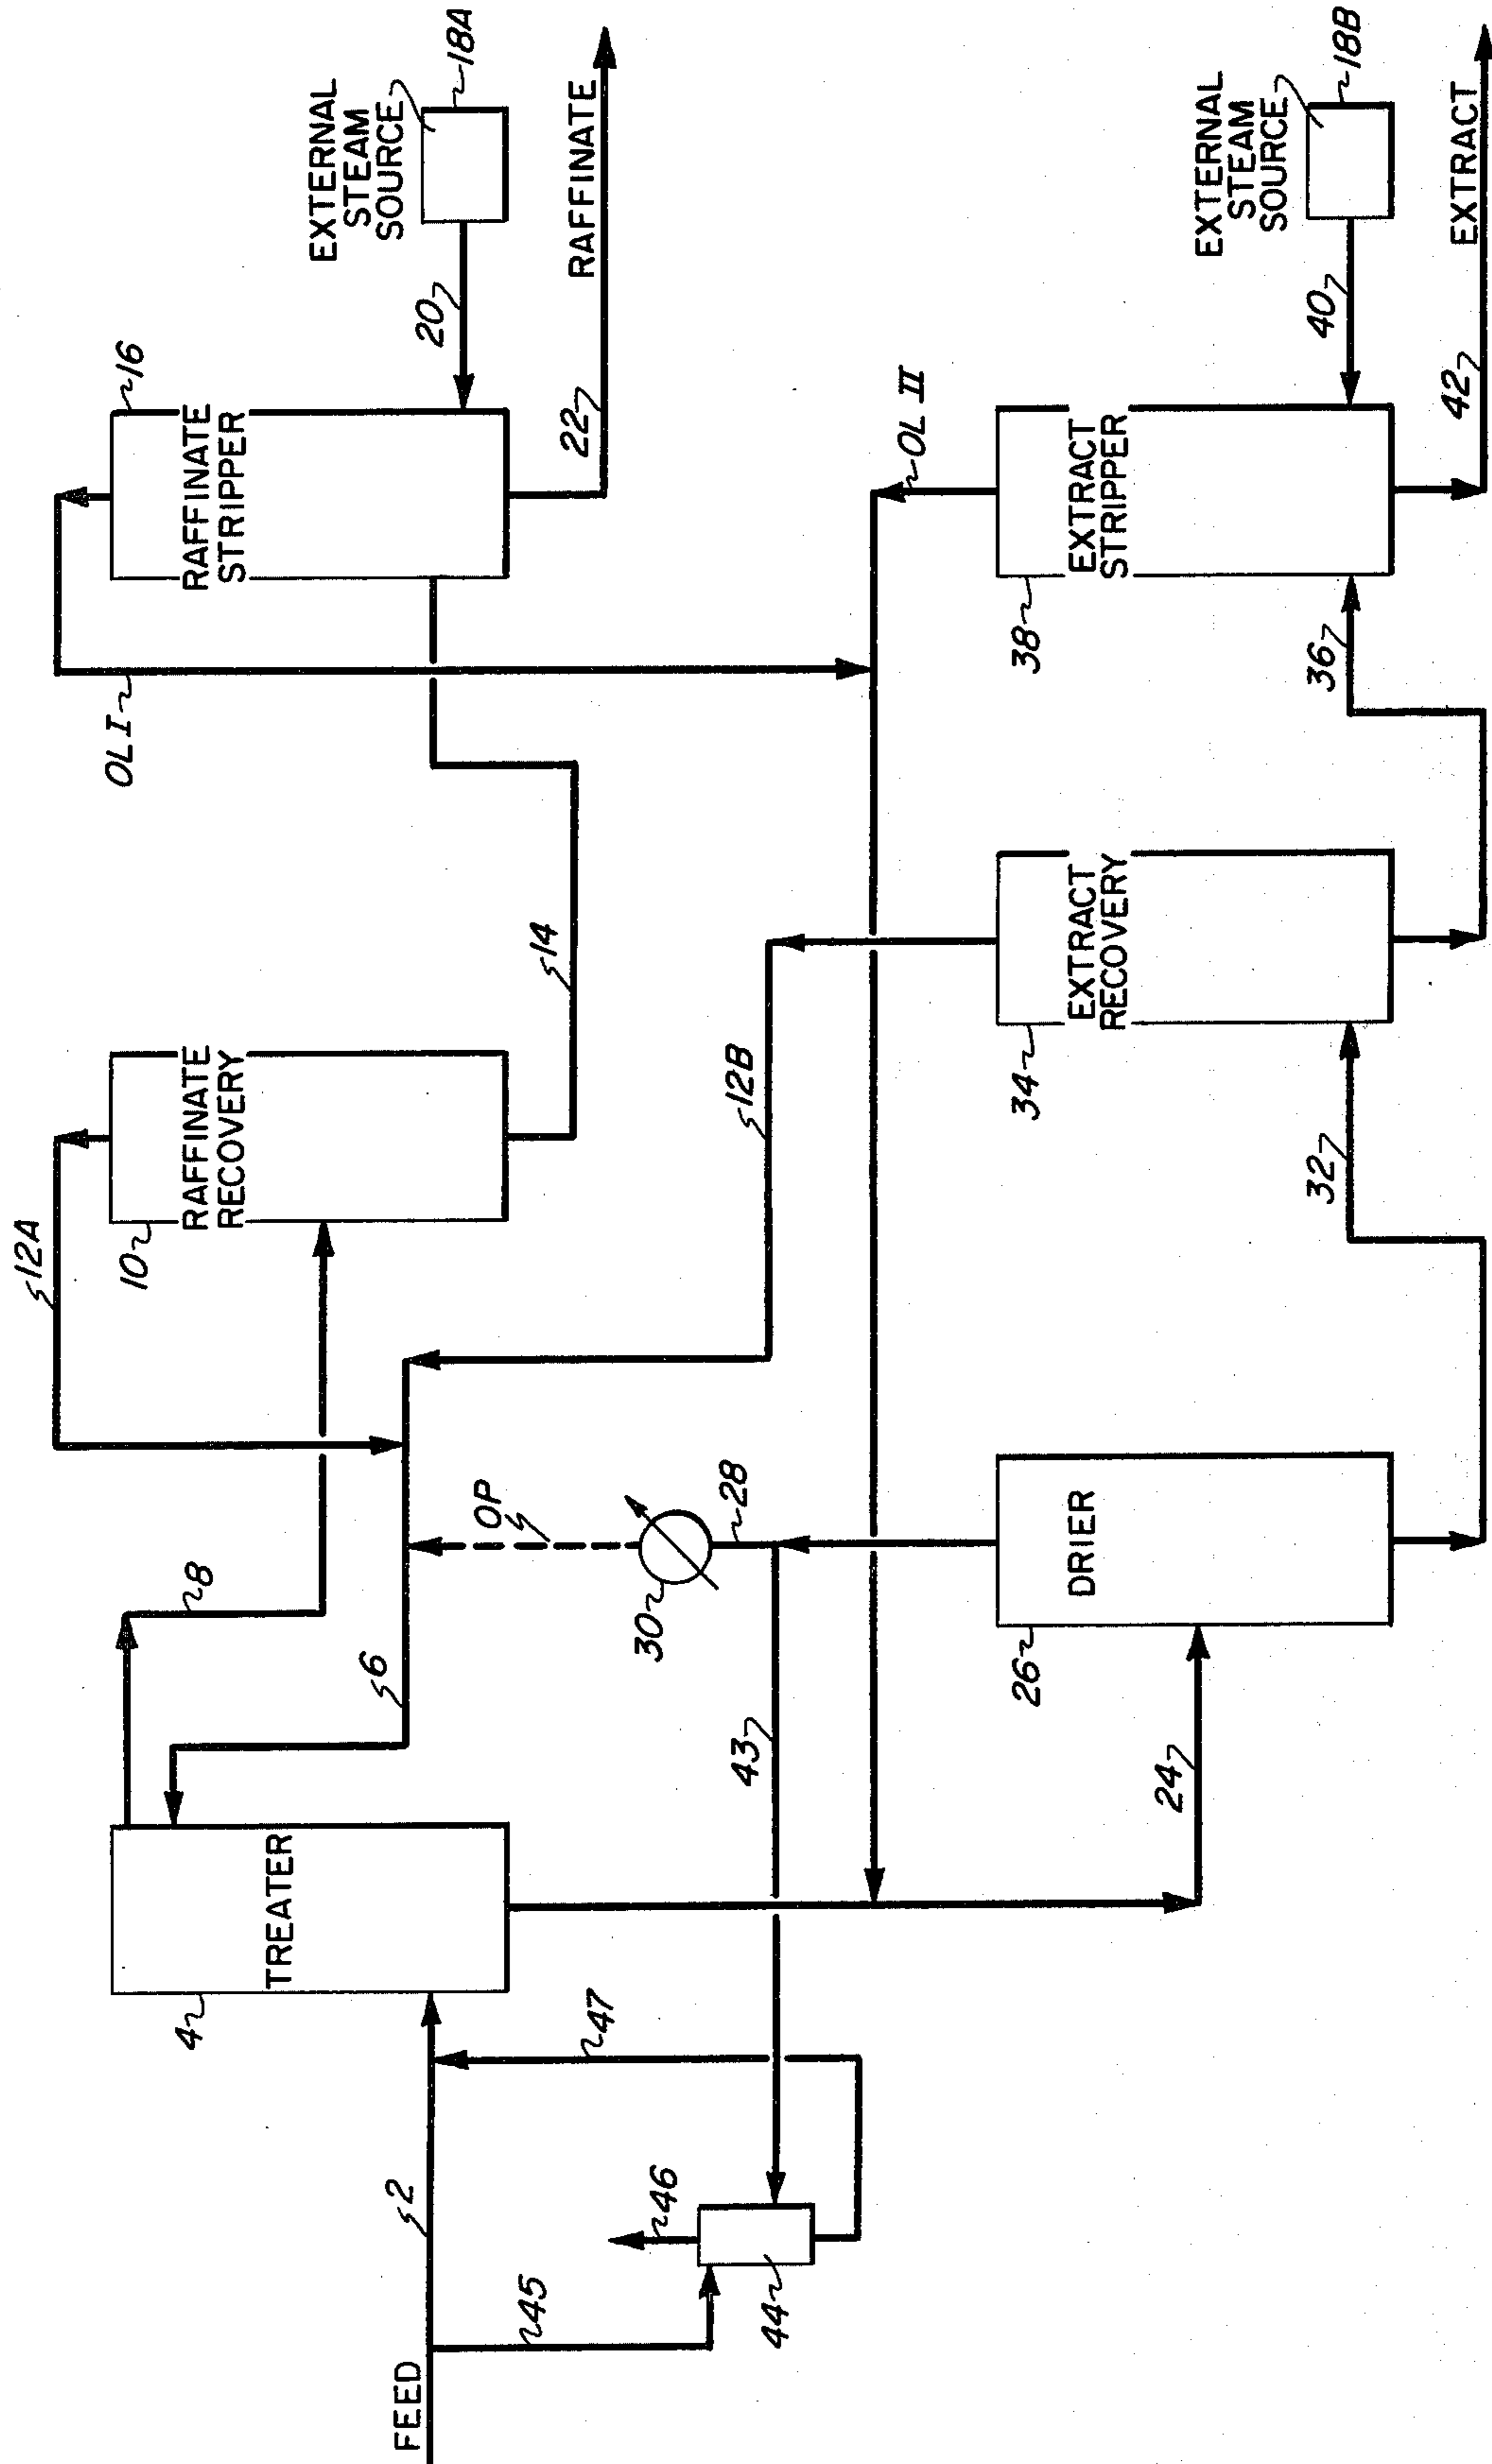 12A
10
RAFFINATE
RECOVERY
OL I
16
RAFFINATE
STRIPPER
EXTERNAL
STEAM
SOURCE
18A
20
22
RAFFINATE
14
8
6
4
TREATER
FEED
2
45
46
44
47
43
OP
30
28
12B
OL II
24
26
DRIER
32
34
EXTRACT
RECOVERY
36
38
EXTRACT
STRIPPER
EXTERNAL
STEAM
SOURCE
18B
40
42
EXTRACT